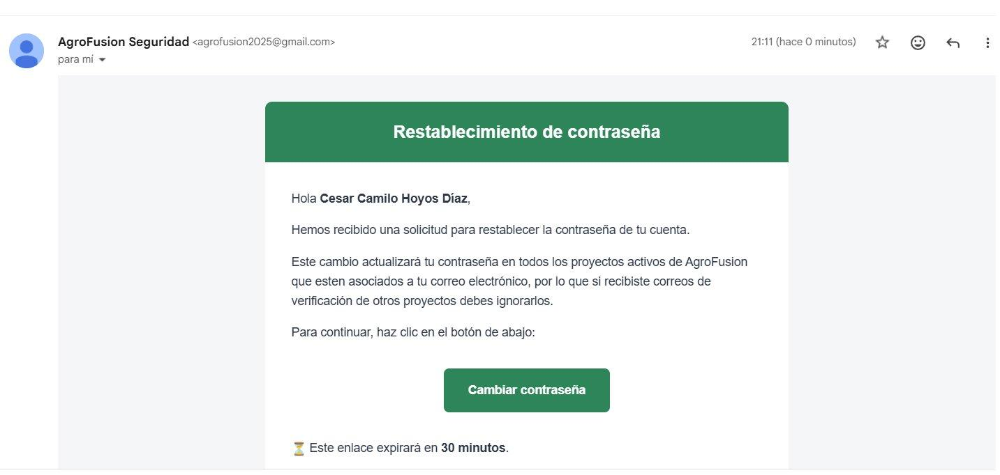 AgroFusion Seguridad <agrofusion2025@gmail.com>
21:11 (hace 0 minutos)
para mí
Restablecimiento de contraseña
Hola Cesar Camilo Hoyos Díaz,
Hemos recibido una solicitud para restablecer la contraseña de tu cuenta.
Este cambio actualizará tu contraseña en todos los proyectos activos de AgroFusion
que esten asociados a tu correo electrónico, por lo que si recibiste correos de
verificación de otros proyectos debes ignorarlos.
Para continuar, haz clic en el botón de abajo:
Cambiar contraseña
⏳ Este enlace expirará en 30 minutos.